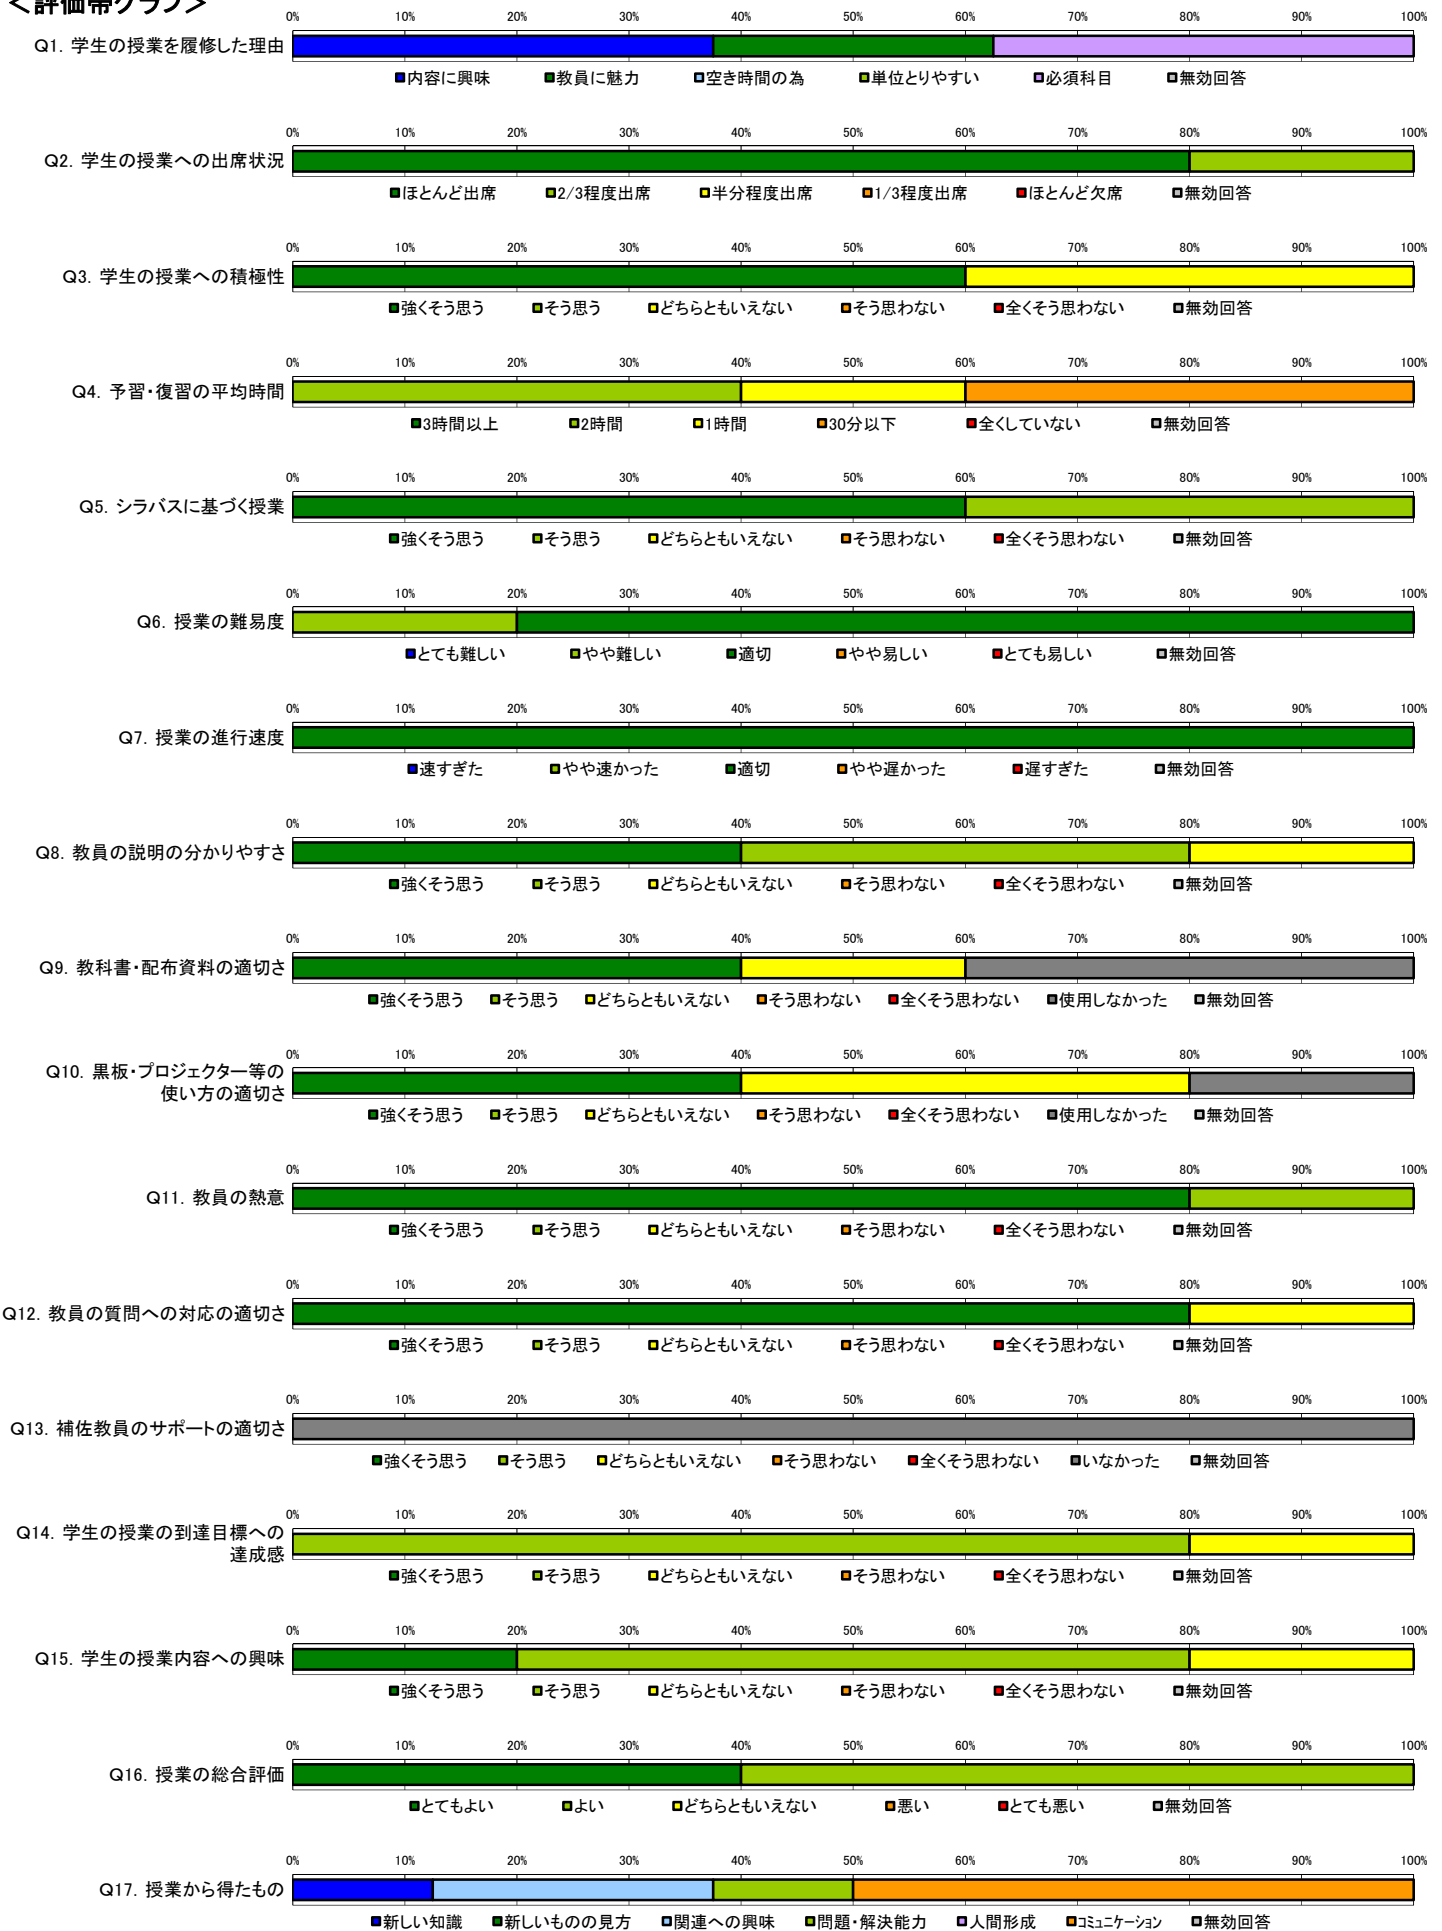 ＜評価帯グラフ＞
0% 10% 20% 30% 40% 50% 60% 70% 80% 90% 100%
Q1. 学生の授業を履修した理由
内容に興味 教員に魅力 空き時間の為 単位とりやすい 必須科目 無効回答
0% 10% 20% 30% 40% 50% 60% 70% 80% 90% 100%
Q2. 学生の授業への出席状況
ほとんど出席 2/3程度出席 半分程度出席 1/3程度出席 ほとんど欠席 無効回答
0% 10% 20% 30% 40% 50% 60% 70% 80% 90% 100%
Q3. 学生の授業への積極性
強くそう思う そう思う どちらともいえない そう思わない 全くそう思わない 無効回答
0% 10% 20% 30% 40% 50% 60% 70% 80% 90% 100%
Q4. 予習・復習の平均時間
3時間以上 2時間 1時間 30分以下 全くしていない 無効回答
0% 10% 20% 30% 40% 50% 60% 70% 80% 90% 100%
Q5. シラバスに基づく授業
強くそう思う そう思う どちらともいえない そう思わない 全くそう思わない 無効回答
0% 10% 20% 30% 40% 50% 60% 70% 80% 90% 100%
Q6. 授業の難易度
とても難しい やや難しい 適切 やや易しい とても易しい 無効回答
0% 10% 20% 30% 40% 50% 60% 70% 80% 90% 100%
Q7. 授業の進行速度
速すぎた やや速かった 適切 やや遅かった 遅すぎた 無効回答
0% 10% 20% 30% 40% 50% 60% 70% 80% 90% 100%
Q8. 教員の説明の分かりやすさ
強くそう思う そう思う どちらともいえない そう思わない 全くそう思わない 無効回答
0% 10% 20% 30% 40% 50% 60% 70% 80% 90% 100%
Q9. 教科書・配布資料の適切さ
強くそう思う そう思う どちらともいえない そう思わない 全くそう思わない 使用しなかった 無効回答
0% 10% 20% 30% 40% 50% 60% 70% 80% 90% 100%
Q10. 黒板・プロジェクター等の
使い方の適切さ
強くそう思う そう思う どちらともいえない そう思わない 全くそう思わない 使用しなかった 無効回答
0% 10% 20% 30% 40% 50% 60% 70% 80% 90% 100%
Q11. 教員の熱意
強くそう思う そう思う どちらともいえない そう思わない 全くそう思わない 無効回答
0% 10% 20% 30% 40% 50% 60% 70% 80% 90% 100%
Q12. 教員の質問への対応の適切さ
強くそう思う そう思う どちらともいえない そう思わない 全くそう思わない 無効回答
0% 10% 20% 30% 40% 50% 60% 70% 80% 90% 100%
Q13. 補佐教員のサポートの適切さ
強くそう思う そう思う どちらともいえない そう思わない 全くそう思わない いなかった 無効回答
0% 10% 20% 30% 40% 50% 60% 70% 80% 90% 100%
Q14. 学生の授業の到達目標への
達成感
強くそう思う そう思う どちらともいえない そう思わない 全くそう思わない 無効回答
0% 10% 20% 30% 40% 50% 60% 70% 80% 90% 100%
Q15. 学生の授業内容への興味
強くそう思う そう思う どちらともいえない そう思わない 全くそう思わない 無効回答
0% 10% 20% 30% 40% 50% 60% 70% 80% 90% 100%
Q16. 授業の総合評価
とてもよい よい どちらともいえない 悪い とても悪い 無効回答
0% 10% 20% 30% 40% 50% 60% 70% 80% 90% 100%
Q17. 授業から得たもの
新しい知識 新しいものの見方 関連への興味 問題・解決能力 人間形成 コミュニケーション 無効回答